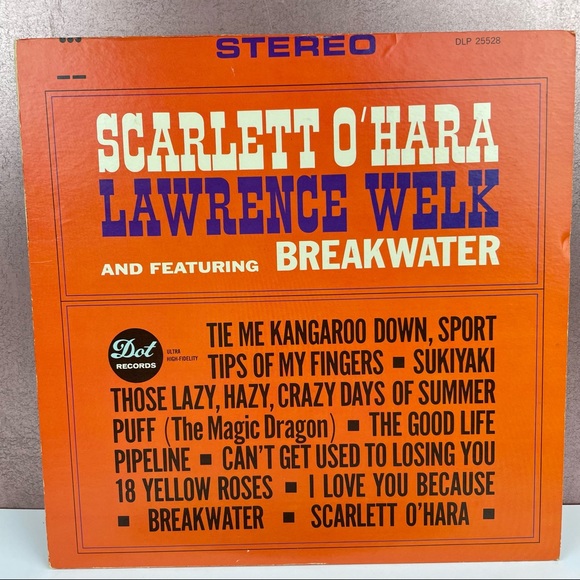 STEREO
DLP 25528
SCARLETT O'HARA
LAWRENCE WELK
AND FEATURING BREAKWATER
Dot
RECORDS
ULTRA
HIGH-FIDELITY
TIE ME KANGAROO DOWN, SPORT
TIPS OF MY FINGERS ▪ SUKIYAKI
THOSE LAZY, HAZY, CRAZY DAYS OF SUMMER
PUFF (The Magic Dragon) ▪ THE GOOD LIFE
PIPELINE ▪ CAN'T GET USED TO LOSING YOU
18 YELLOW ROSES ▪ I LOVE YOU BECAUSE
▪ BREAKWATER ▪ SCARLETT O'HARA ▪